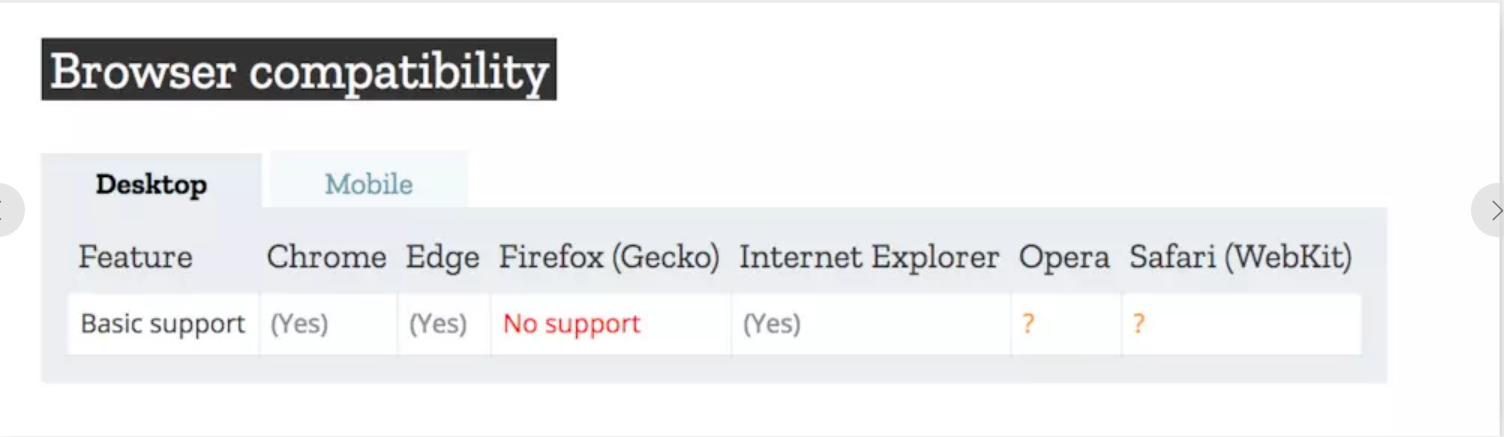 Browser compatibility
Desktop Mobile
Feature Chrome Edge Firefox (Gecko) Internet Explorer Opera Safari (WebKit)
Basic support (Yes) (Yes) No support (Yes) ? ?